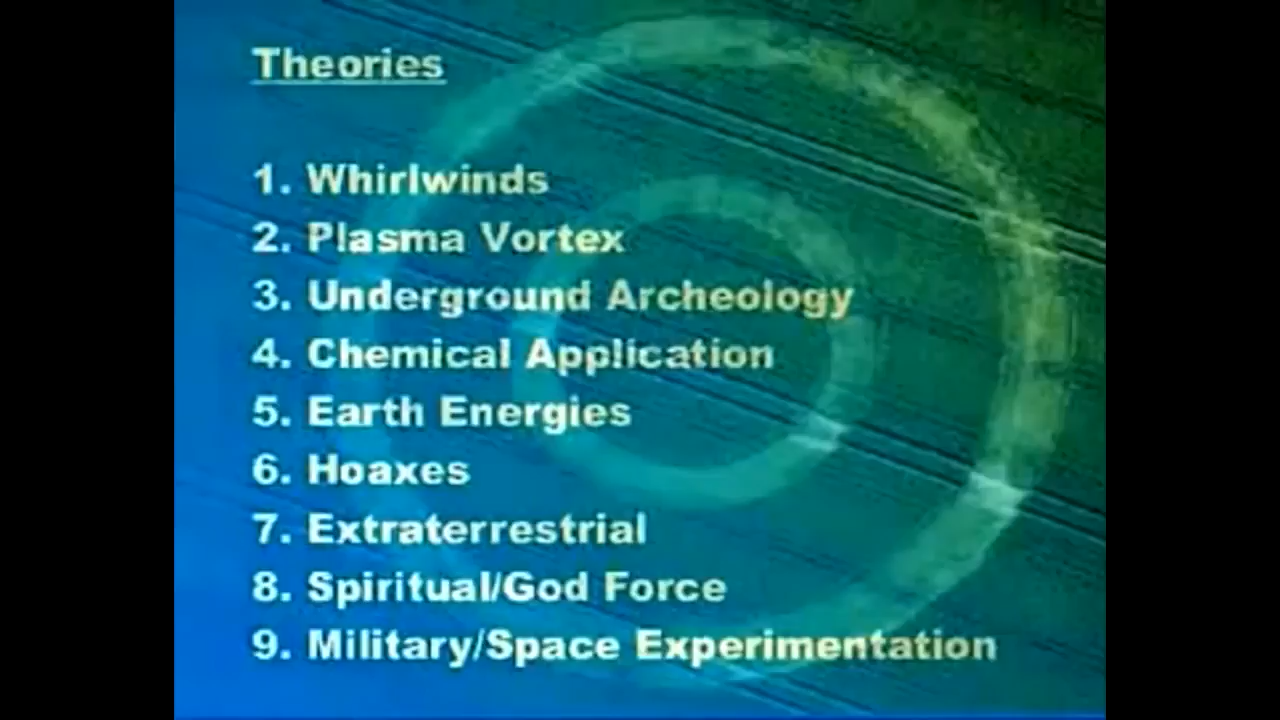 Theories
1. Whirlwinds
2. Plasma Vortex
3. Underground Archeology
4. Chemical Application
5. Earth Energies
6. Hoaxes
7. Extraterrestrial
8. Spiritual/God Force
9. Military/Space Experimentation